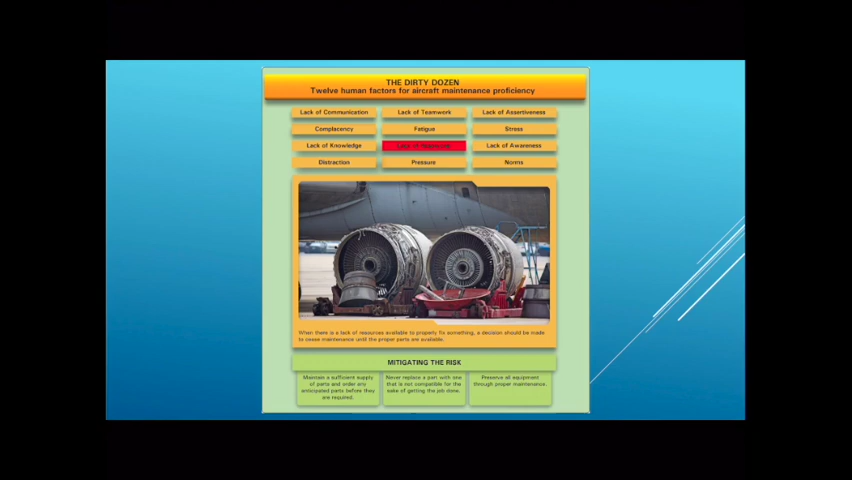 THE DIRTY DOZEN
Twelve human factors for aircraft maintenance proficiency
Lack of Communication
Lack of Teamwork
Lack of Assertiveness
Complacency
Fatigue
Stress
Lack of Knowledge
Lack of Resources
Lack of Awareness
Distraction
Pressure
Norms
When there is a lack of resources available to properly fix something, a decision should be made
to cease maintenance until the proper parts are available.
MITIGATING THE RISK
Maintain a sufficient supply
of parts and order any
anticipated parts before they
are required.
Never replace a part with one
that is not compatible for the
sake of getting the job done.
Preserve all equipment
through proper maintenance.